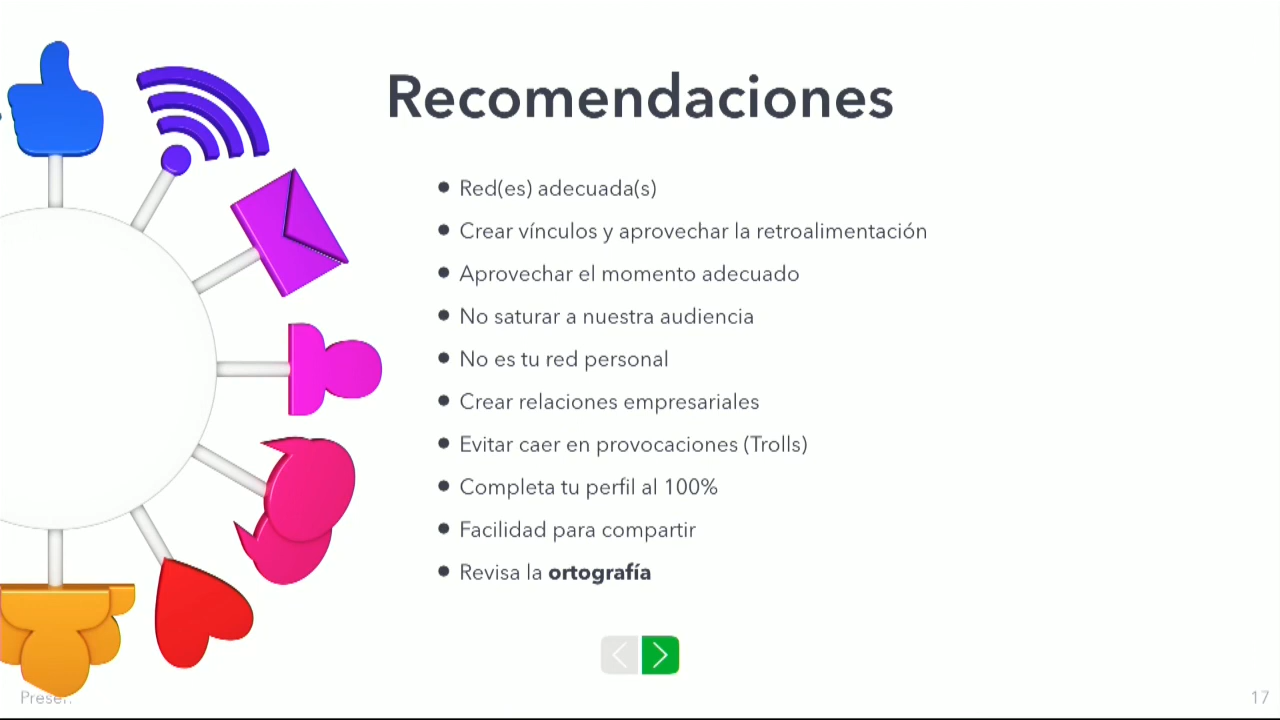 Recomendaciones
Red(es) adecuada(s)
Crear vínculos y aprovechar la retroalimentación
Aprovechar el momento adecuado
No saturar a nuestra audiencia
No es tu red personal
Crear relaciones empresariales
Evitar caer en provocaciones (Trolls)
Completa tu perfil al 100%
Facilidad para compartir
Revisa la ortografía
17